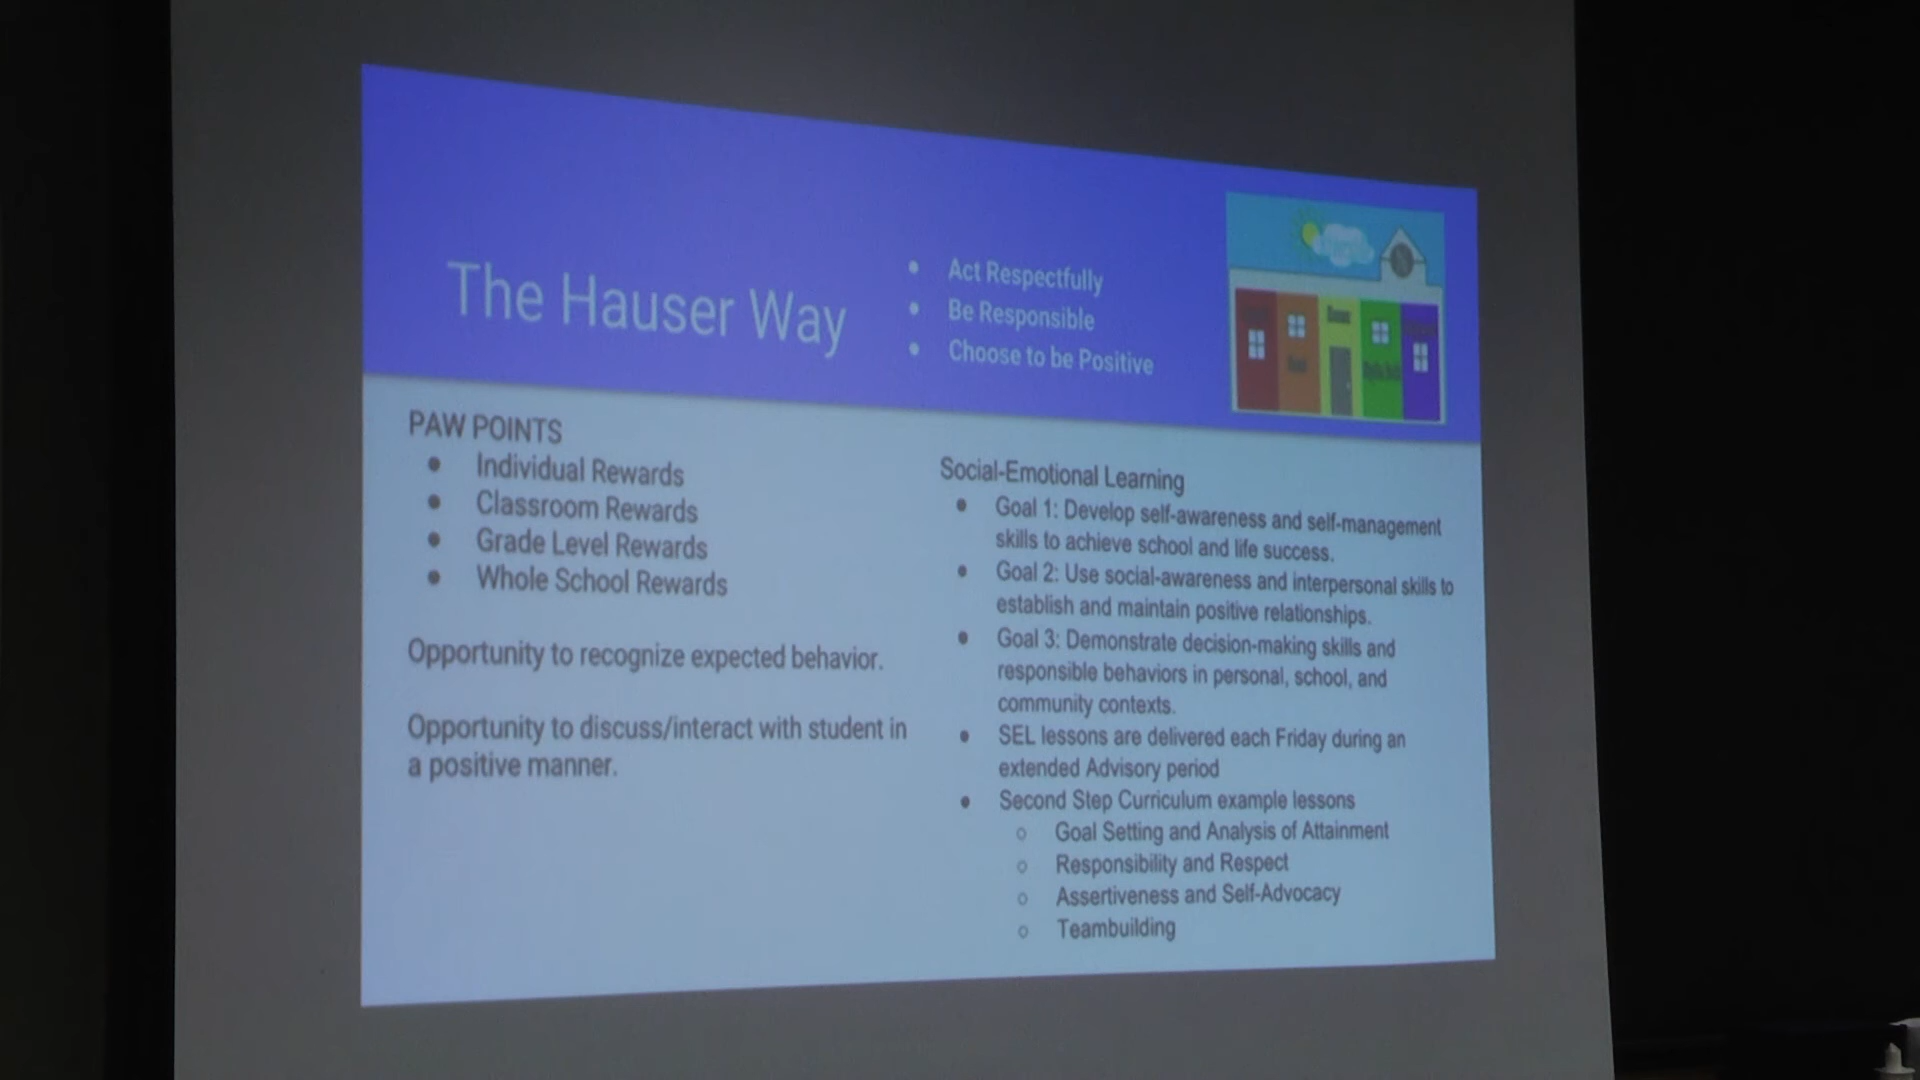 The Hauser Way
Act Respectfully
Be Responsible
Choose to be Positive
PAW POINTS
Individual Rewards
Classroom Rewards
Grade Level Rewards
Whole School Rewards
Opportunity to recognize expected behavior.
Opportunity to discuss/interact with student in
a positive manner.
Social-Emotional Learning
Goal 1: Develop self-awareness and self-management
skills to achieve school and life success.
Goal 2: Use social-awareness and interpersonal skills to
establish and maintain positive relationships.
Goal 3: Demonstrate decision-making skills and
responsible behaviors in personal, school, and
community contexts.
SEL lessons are delivered each Friday during an
extended Advisory period
Second Step Curriculum example lessons
Goal Setting and Analysis of Attainment
Responsibility and Respect
Assertiveness and Self-Advocacy
Teambuilding